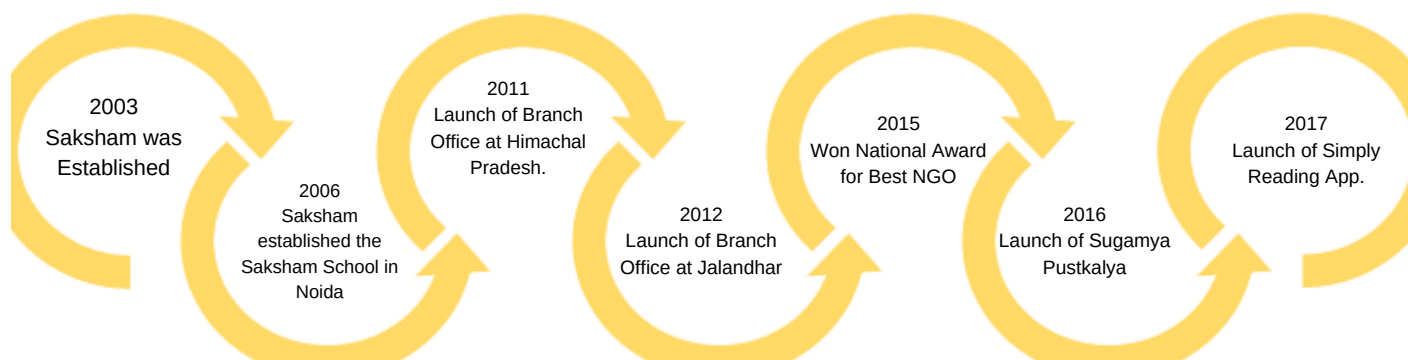 2003
Saksham was
Established
2006
Saksham
established the
Saksham School in
Noida
2011
Launch of Branch
Office at Himachal
Pradesh.
2012
Launch of Branch
Office at Jalandhar
2015
Won National Award
for Best NGO
2016
Launch of Sugamya
Pustkalya
2017
Launch of Simply
Reading App.